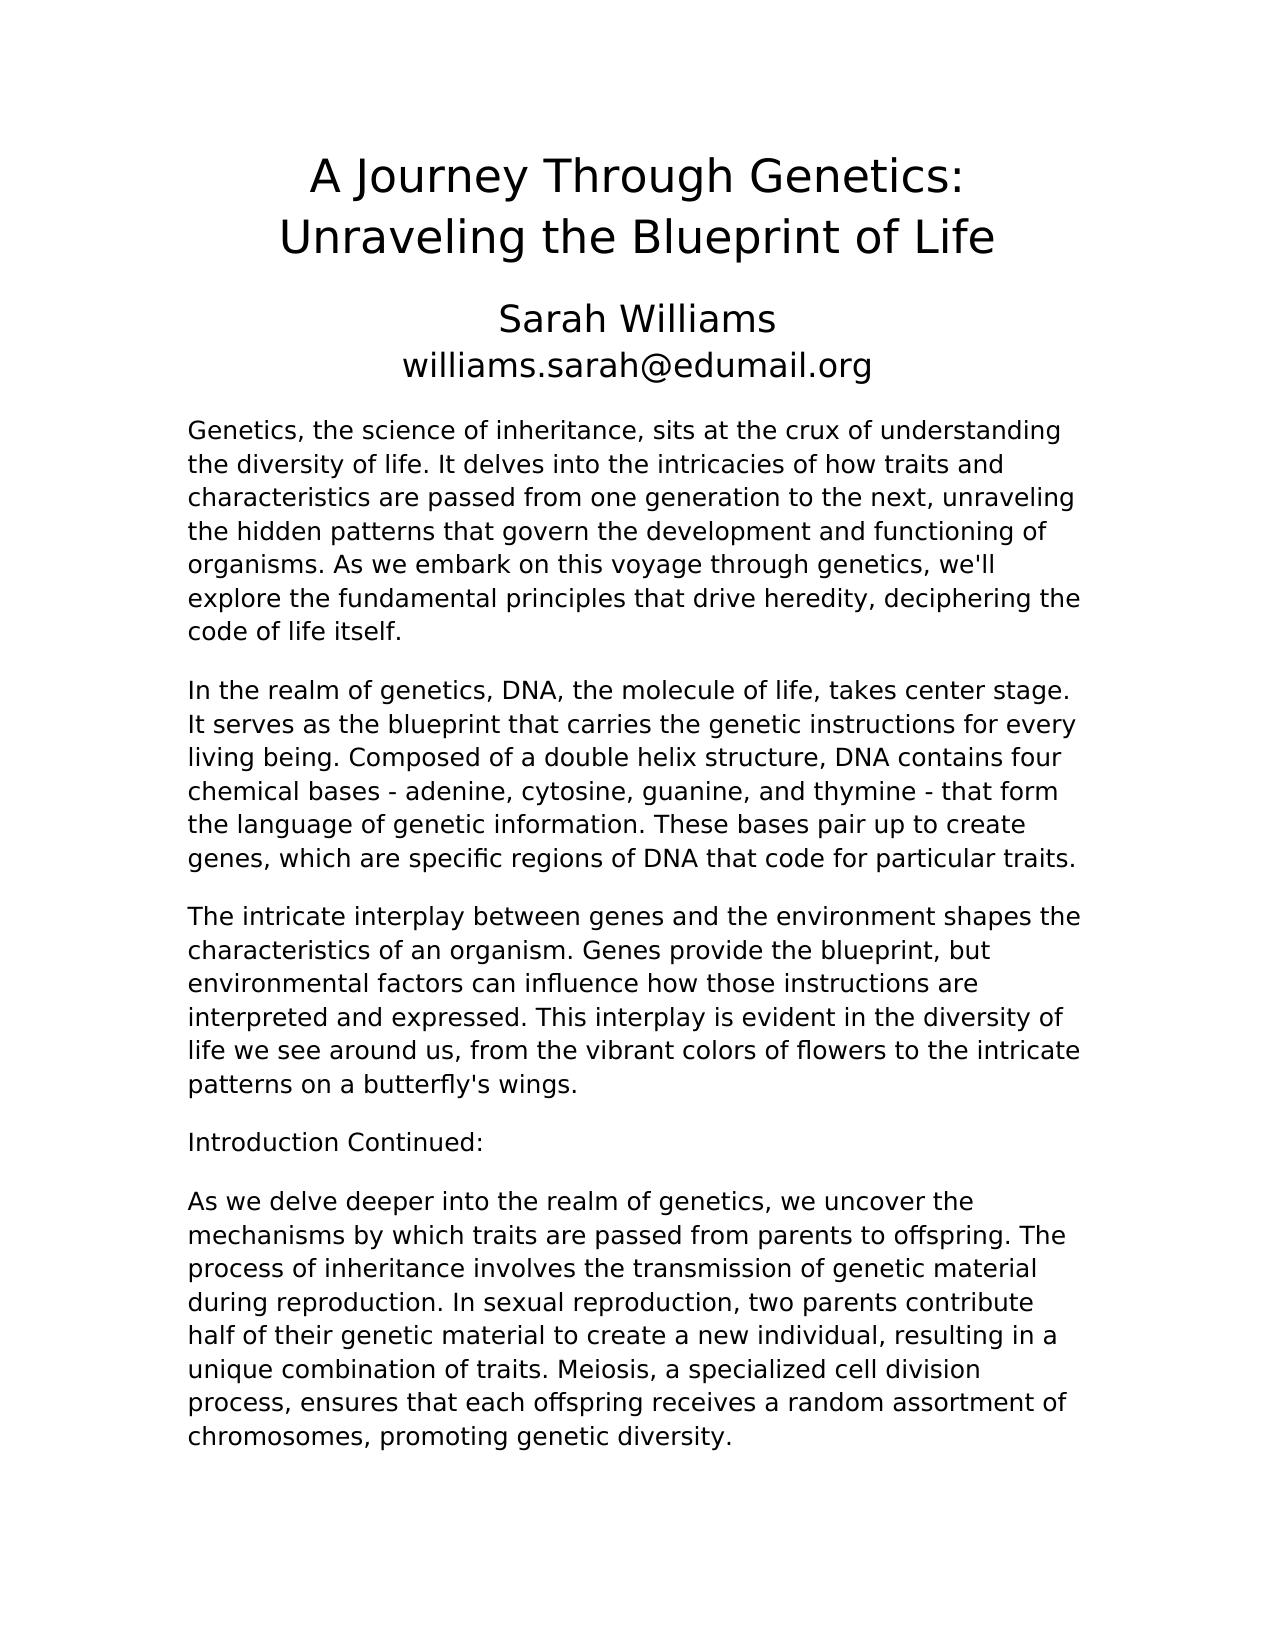 A Journey Through Genetics:
Unraveling the Blueprint of Life
Sarah Williams
williams.sarah@edumail.org
Genetics, the science of inheritance, sits at the crux of understanding
the diversity of life. It delves into the intricacies of how traits and
characteristics are passed from one generation to the next, unraveling
the hidden patterns that govern the development and functioning of
organisms. As we embark on this voyage through genetics, we'll
explore the fundamental principles that drive heredity, deciphering the
code of life itself.
In the realm of genetics, DNA, the molecule of life, takes center stage.
It serves as the blueprint that carries the genetic instructions for every
living being. Composed of a double helix structure, DNA contains four
chemical bases - adenine, cytosine, guanine, and thymine - that form
the language of genetic information. These bases pair up to create
genes, which are specific regions of DNA that code for particular traits.
The intricate interplay between genes and the environment shapes the
characteristics of an organism. Genes provide the blueprint, but
environmental factors can influence how those instructions are
interpreted and expressed. This interplay is evident in the diversity of
life we see around us, from the vibrant colors of flowers to the intricate
patterns on a butterfly's wings.
Introduction Continued:
As we delve deeper into the realm of genetics, we uncover the
mechanisms by which traits are passed from parents to offspring. The
process of inheritance involves the transmission of genetic material
during reproduction. In sexual reproduction, two parents contribute
half of their genetic material to create a new individual, resulting in a
unique combination of traits. Meiosis, a specialized cell division
process, ensures that each offspring receives a random assortment of
chromosomes, promoting genetic diversity.